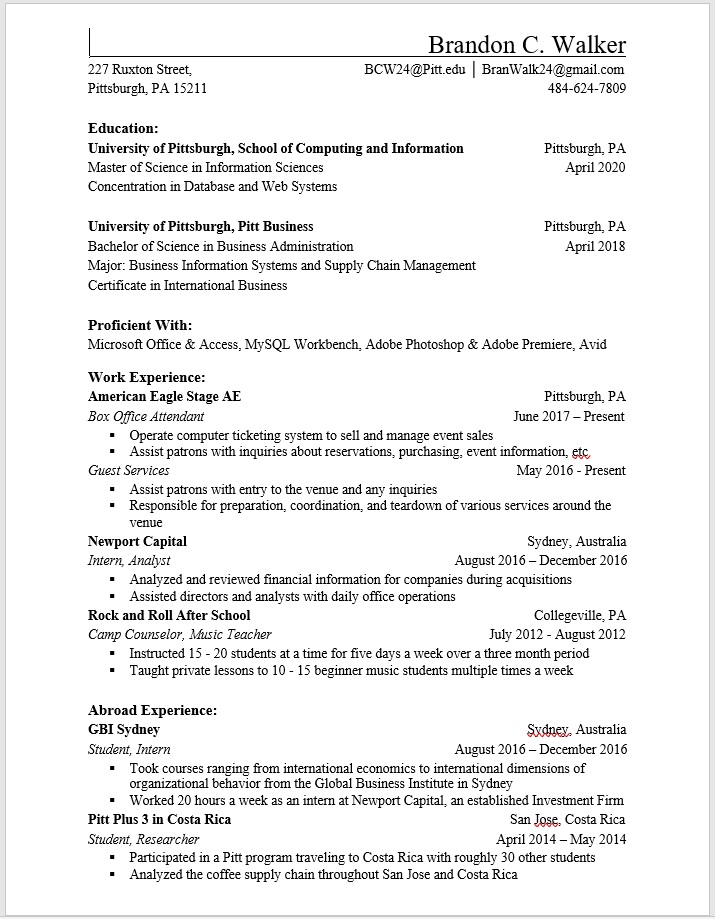 Brandon C. Walker
227 Ruxton Street, BCW24@Pitt.edu | BranWalk24@gmail.com
Pittsburgh, PA 15211 484-624-7809
Education:
University of Pittsburgh, School of Computing and Information Pittsburgh, PA
Master of Science in Information Sciences April 2020
Concentration in Database and Web Systems
University of Pittsburgh, Pitt Business Pittsburgh, PA
Bachelor of Science in Business Administration April 2018
Major: Business Information Systems and Supply Chain Management
Certificate in International Business
Proficient With:
Microsoft Office & Access, MySQL Workbench, Adobe Photoshop & Adobe Premiere, Avid
Work Experience:
American Eagle Stage AE Pittsburgh, PA
Box Office Attendant June 2017 – Present
▪ Operate computer ticketing system to sell and manage event sales
▪ Assist patrons with inquiries about reservations, purchasing, event information, etc.
Guest Services May 2016 - Present
▪ Assist patrons with entry to the venue and any inquiries
▪ Responsible for preparation, coordination, and teardown of various services around the
venue
Newport Capital Sydney, Australia
Intern, Analyst August 2016 – December 2016
▪ Analyzed and reviewed financial information for companies during acquisitions
▪ Assisted directors and analysts with daily office operations
Rock and Roll After School Collegeville, PA
Camp Counselor, Music Teacher July 2012 - August 2012
▪ Instructed 15 - 20 students at a time for five days a week over a three month period
▪ Taught private lessons to 10 - 15 beginner music students multiple times a week
Abroad Experience:
GBI Sydney Sydney, Australia
Student, Intern August 2016 – December 2016
▪ Took courses ranging from international economics to international dimensions of
organizational behavior from the Global Business Institute in Sydney
▪ Worked 20 hours a week as an intern at Newport Capital, an established Investment Firm
Pitt Plus 3 in Costa Rica San Jose, Costa Rica
Student, Researcher April 2014 – May 2014
▪ Participated in a Pitt program traveling to Costa Rica with roughly 30 other students
▪ Analyzed the coffee supply chain throughout San Jose and Costa Rica